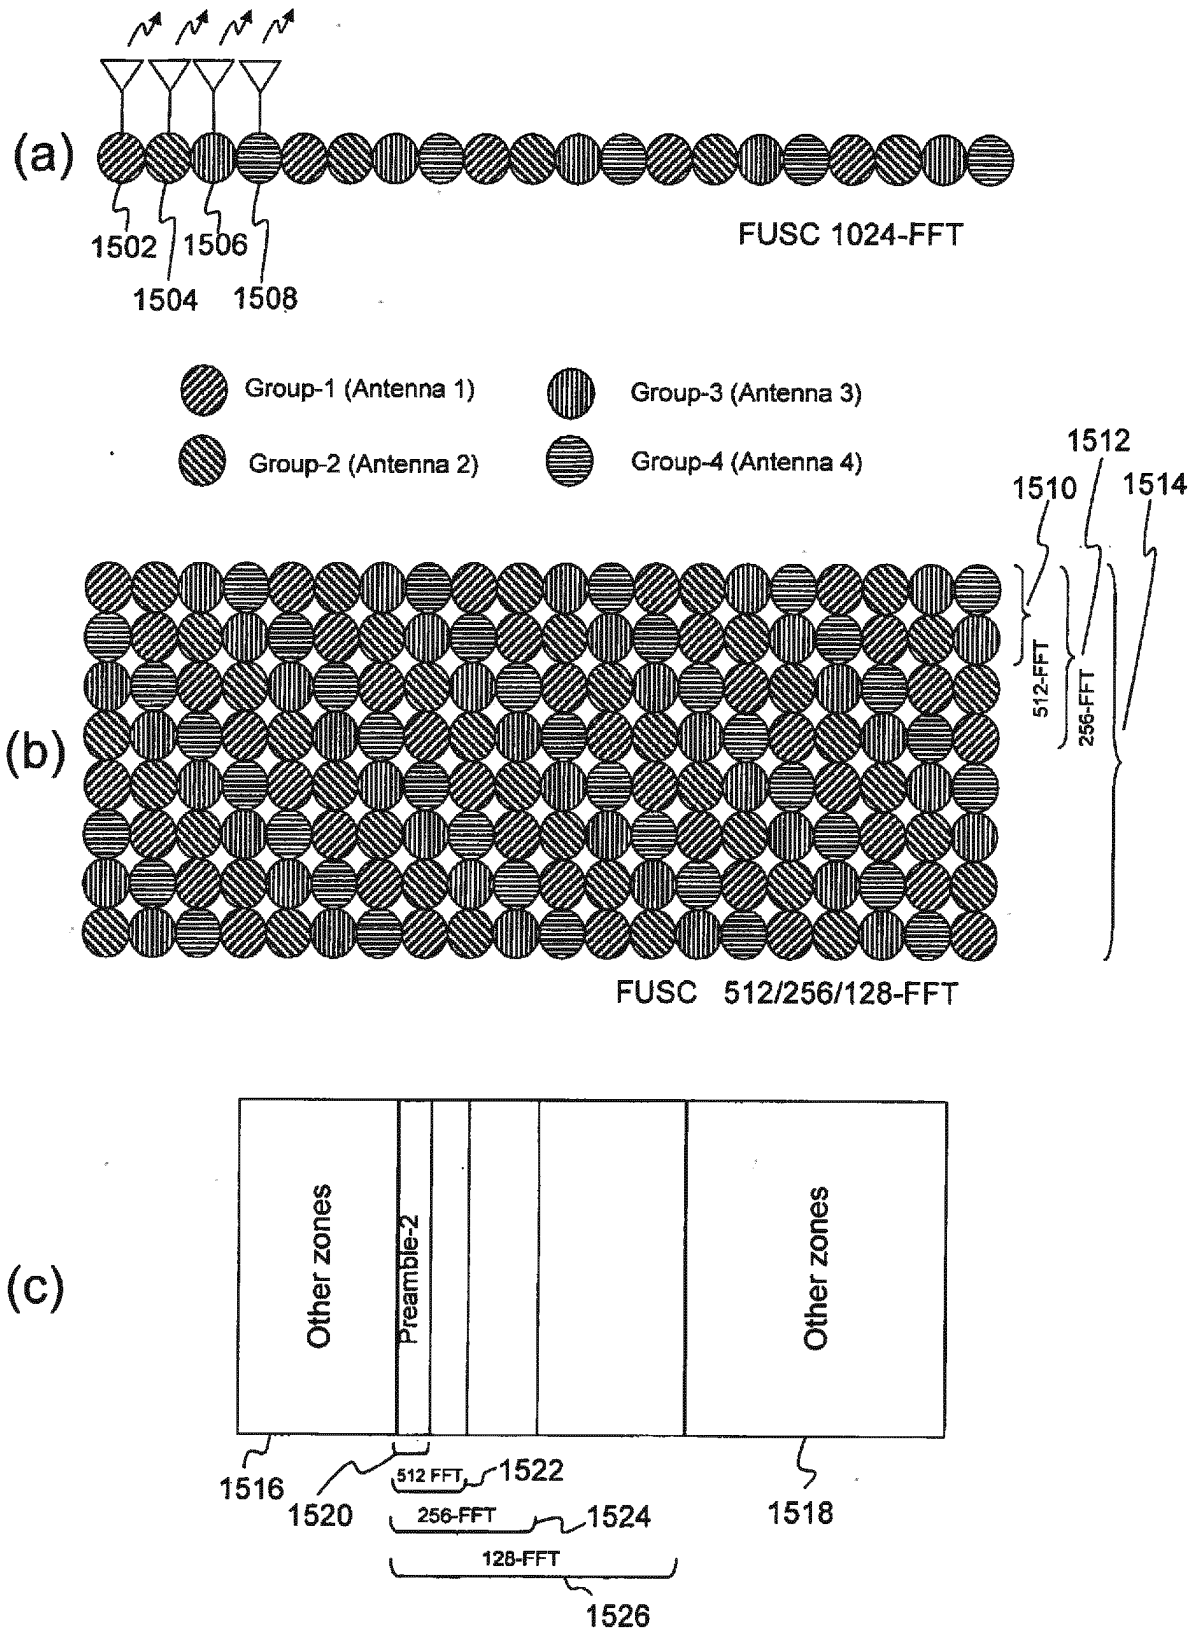 (a)
1502
1506
1504
1508
FUSC 1024-FFT
Group-1 (Antenna 1)
Group-3 (Antenna 3)
Group-2 (Antenna 2)
Group-4 (Antenna 4)
1512
1510
1514
512-FFT
256-FFT
(b)
FUSC 512/256/128-FFT
(c)
Other zones
Preamble-2
Other zones
1516
1520
512 FFT
1522
1518
256-FFT
1524
128-FFT
1526